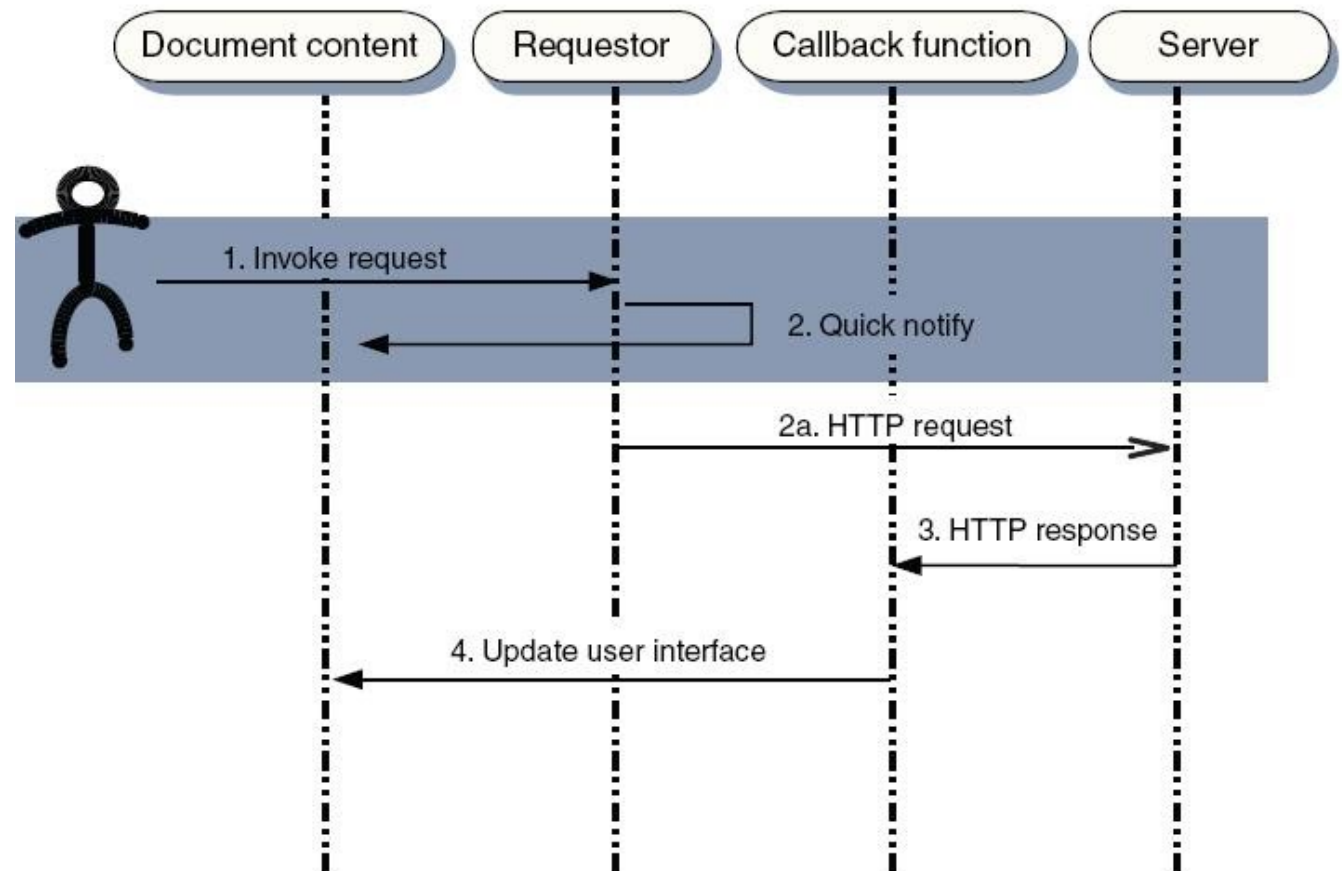 Document content
Requestor
Callback function
Server
1. Invoke request
2. Quick notify
2a. HTTP request
3. HTTP response
4. Update user interface